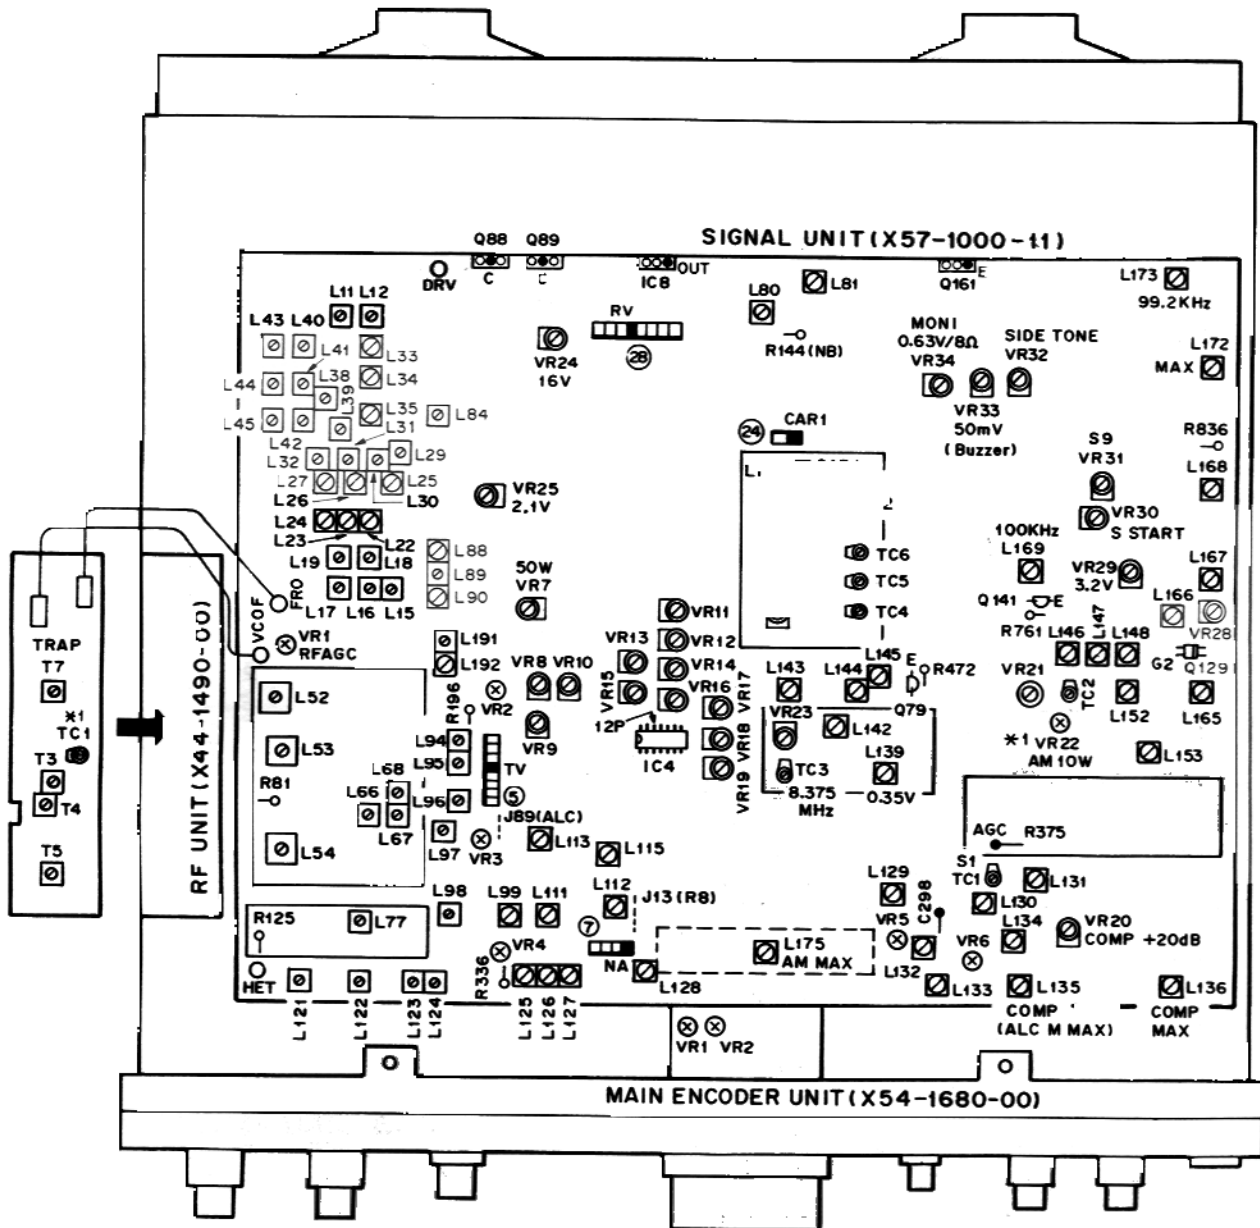 SIGNAL UNIT (X57-1000-11)
Q88
Q89
C
C
DRV
IC8
OUT
L81
Q161
E
L173
99.2KHz
L11
L12
L80
RV
28
R144(NB)
MONI
0.63V/8Ω
VR34
SIDE TONE
VR32
L172
MAX
L43
L40
L41
L33
VR24
16V
L44
L38
L34
L39
VR33
50mV
(Buzzer)
L45
L35
L84
L31
24
CAR1
R836
L42
L32
L29
S9
VR31
L168
L27
L25
L26
L30
VR25
2.1V
L.
2
VR30
S START
L24
L23
L22
100KHz
L169
L19
L18
L88
TC6
VR29
3.2V
L167
L89
50W
VR7
TC5
L17
L16
L15
L90
FRO
VR11
TC4
Q141
E
R761
L166
VR28
TRAP
VCOF
VR1
RFAGC
L191
VR13
VR12
L146
L147
L148
G2
Q129
T7
L192
VR8
VR10
VR14
L145
E
R472
L52
R196
VR2
VR15
VR16
VR17
L143
L144
Q79
VR21
TC2
L152
L165
*1
TC1
VR9
12P
VR23
L142
*1
VR22
AM 10W
L53
L94
IC4
VR18
L139
L153
T3
L95
TV
TC3
T4
R81
L68
L66
L96
5
VR19
8.375
MHz
0.35V
L67
J89(ALC)
AGC
R375
L54
L97
VR3
L113
L115
T5
S1
TC1
L131
L129
RF UNIT (X44-1490-00)
L98
L99
L111
L112
J13(R8)
C298
L130
R125
L77
7
VR5
L134
VR20
COMP +20dB
VR4
NA
L175
AM MAX
L132
VR6
HET
R336
L128
L133
L135
COMP
(ALC M MAX)
L136
COMP
MAX
L121
L122
L123
L124
L125
L126
L127
VR1
VR2
MAIN ENCODER UNIT (X54-1680-00)